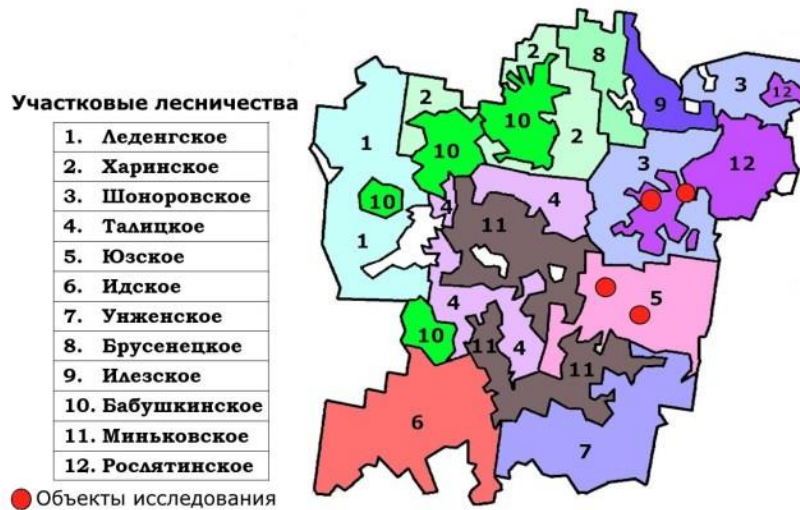 Участковые лесничества
1. Леденгское
2. Харинское
3. Шоноровское
4. Талицкое
5. Юзское
6. Идское
7. Унженское
8. Брусенецкое
9. Илезское
10. Бабушкинское
11. Миньковское
12. Рослятинское
Объекты исследования
2
8
3
12
9
2
1
10
2
10
3
12
4
4
10
11
1
5
4
10
11
4
11
6
7